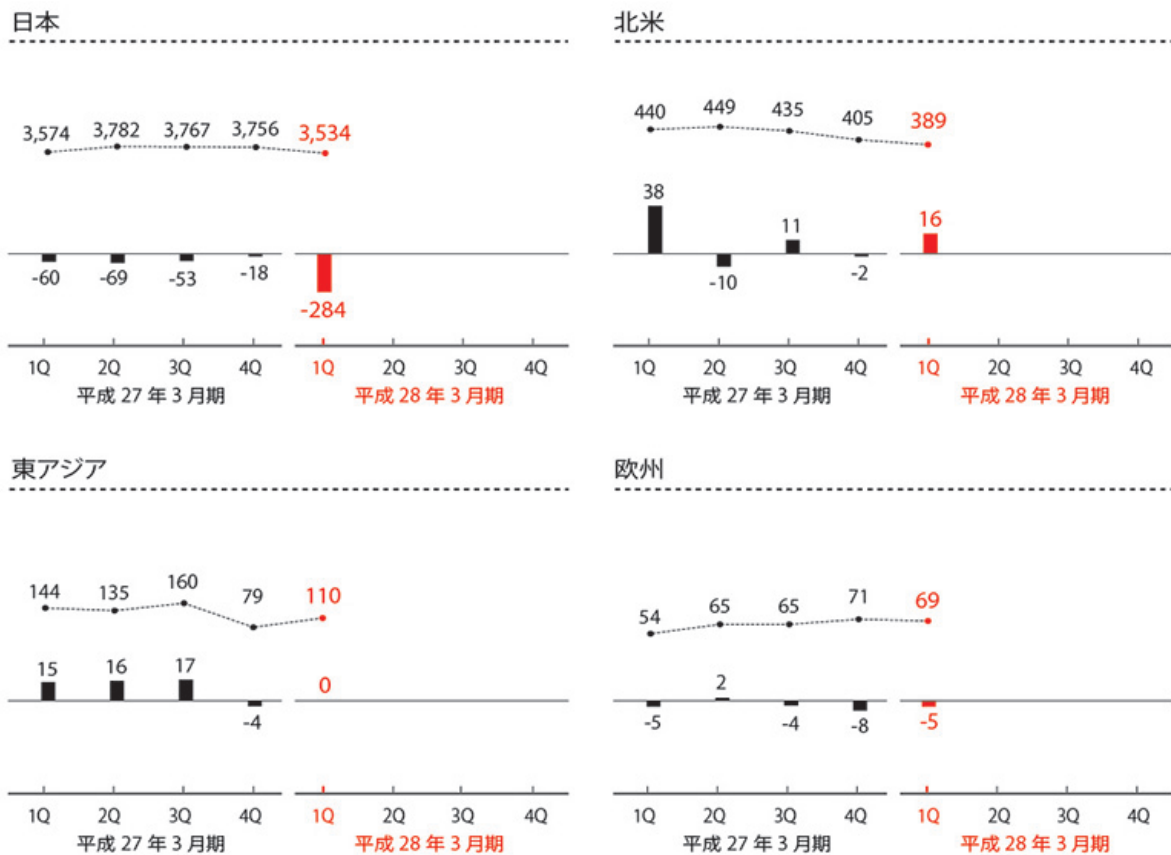 日本
3,574 3,782 3,767 3,756 3,534
-60 -69 -53 -18 -284
1Q 2Q 3Q 4Q 1Q 2Q 3Q 4Q
平成 27 年 3 月期 平成 28 年 3 月期
北米
440 449 435 405 389
38 -10 11 -2 16
1Q 2Q 3Q 4Q 1Q 2Q 3Q 4Q
平成 27 年 3 月期 平成 28 年 3 月期
東アジア
144 135 160 79 110
15 16 17 -4 0
1Q 2Q 3Q 4Q 1Q 2Q 3Q 4Q
平成 27 年 3 月期 平成 28 年 3 月期
欧州
54 65 65 71 69
-5 2 -4 -8 -5
1Q 2Q 3Q 4Q 1Q 2Q 3Q 4Q
平成 27 年 3 月期 平成 28 年 3 月期